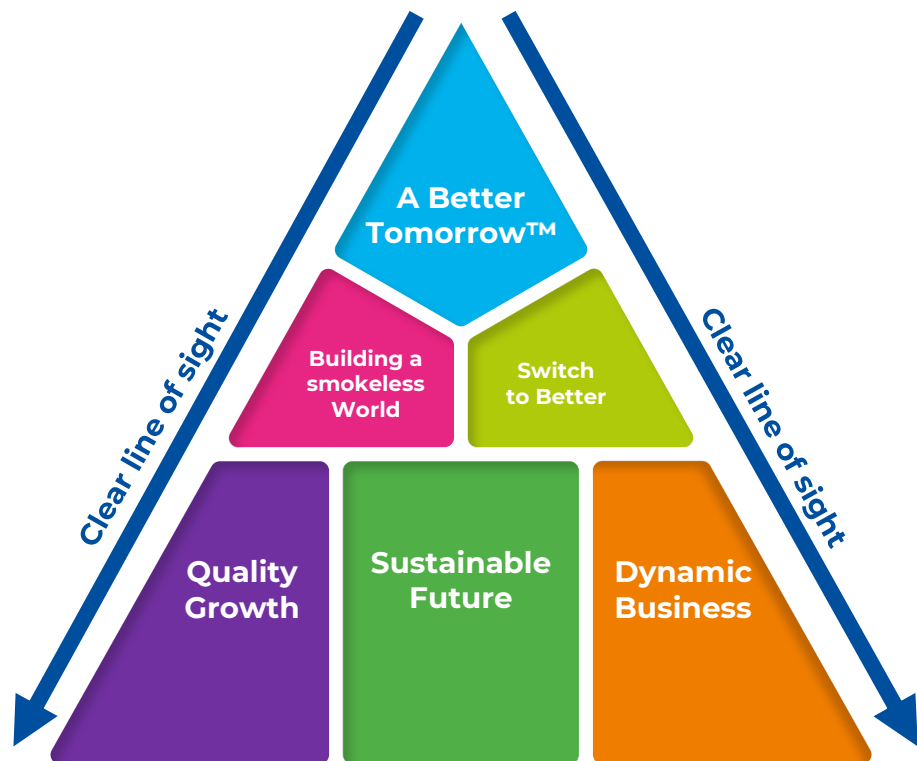 A Better
Tomorrow™
Building a
smokeless
World
Switch
to Better
Clear line of sight
Clear line of sight
Quality
Growth
Sustainable
Future
Dynamic
Business